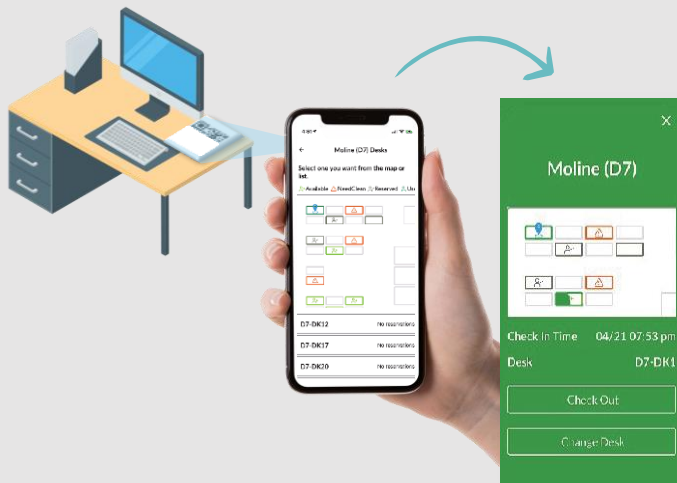 Moline (D7) Desks
Select one you want from the map or
list.
Available NeedClean Reserved Un
D7-DK12 No reservations
D7-DK17 No reservations
D7-DK20 No reservations
X
Moline (D7)
Check In Time 04/21 07:53 pm
Desk D7-DK1
Check Out
Change Desk